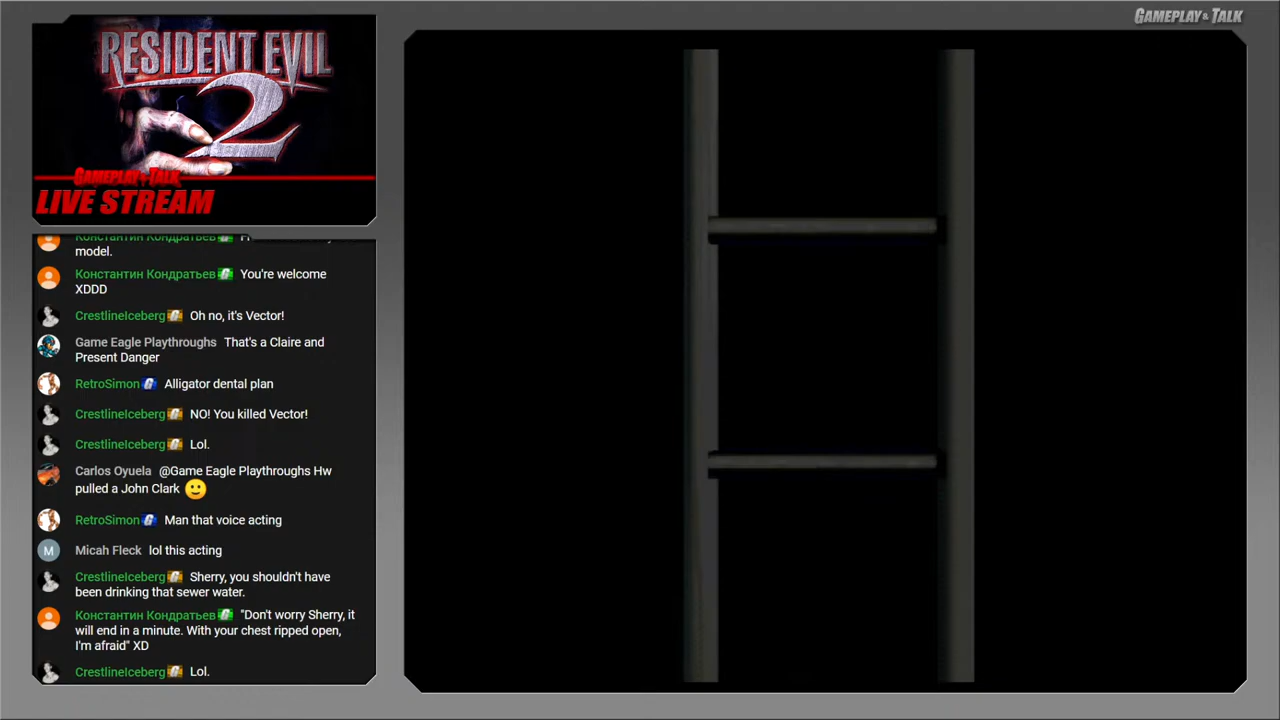 GAMEPLAY & TALK
RESIDENT EVIL
2
GAMEPLAY & TALK
LIVE STREAM
Константин Кондратьев
model.
Константин Кондратьев You're welcome
XDDD
CrestlineIceberg Oh no, it's Vector!
Game Eagle Playthroughs That's a Claire and
Present Danger
RetroSimon Alligator dental plan
CrestlineIceberg NO! You killed Vector!
CrestlineIceberg Lol.
Carlos Oyuela @Game Eagle Playthroughs Hw
pulled a John Clark 🙂
RetroSimon Man that voice acting
M Micah Fleck lol this acting
CrestlineIceberg Sherry, you shouldn't have
been drinking that sewer water.
Константин Кондратьев "Don't worry Sherry, it
will end in a minute. With your chest ripped open,
I'm afraid" XD
CrestlineIceberg Lol.